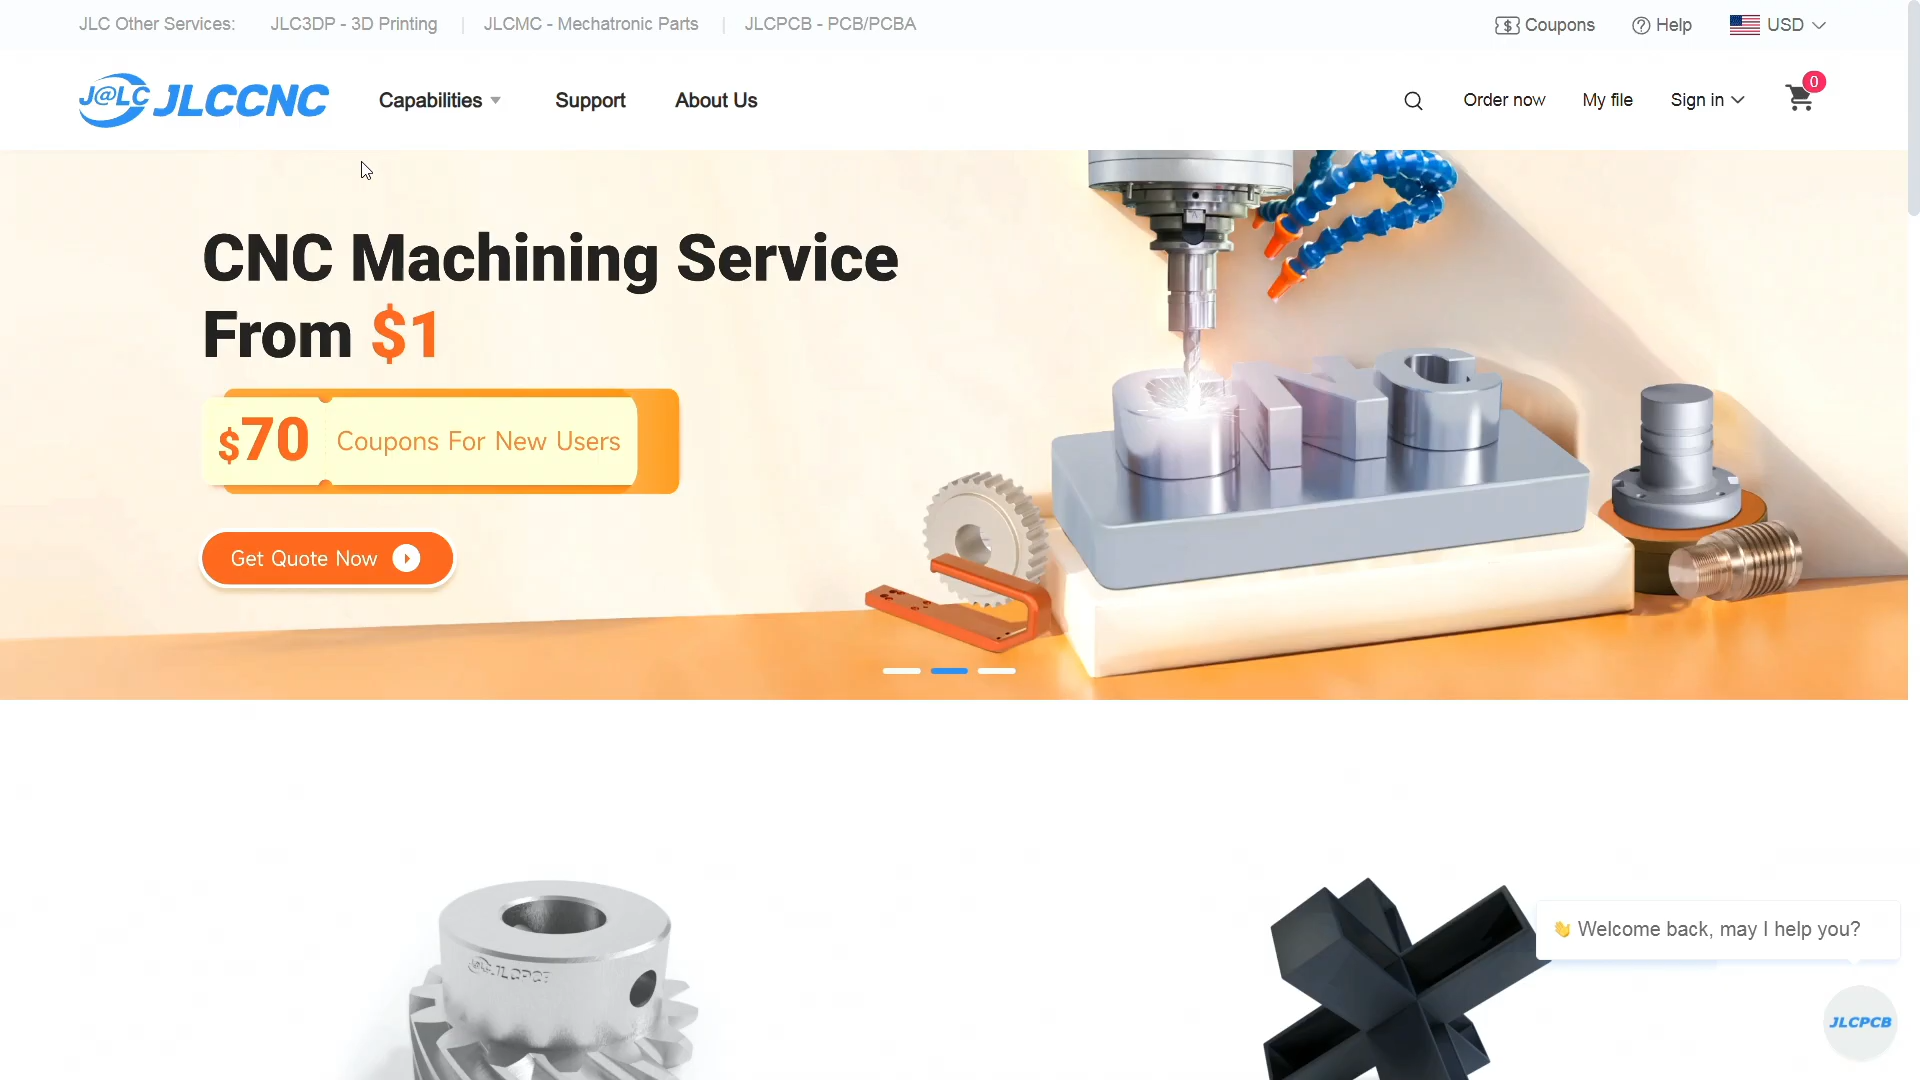 JLC Other Services: JLC3DP - 3D Printing | JLCMC - Mechatronic Parts | JLCPCB - PCB/PCBA
Coupons Help USD
J@LC JLCCNC Capabilities Support About Us
Order now My file Sign in 0
CNC Machining Service
From $1
$70 Coupons For New Users
Get Quote Now
CNC
JLCPCB
👋 Welcome back, may I help you?
JLCPCB